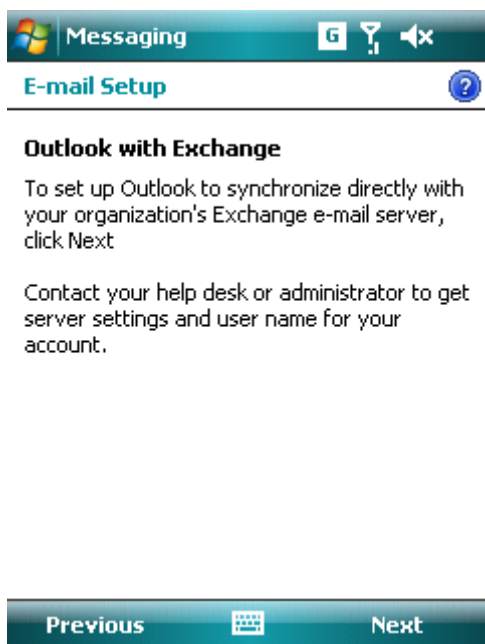 Messaging
G
E-mail Setup
?
Outlook with Exchange
To set up Outlook to synchronize directly with
your organization's Exchange e-mail server,
click Next
Contact your help desk or administrator to get
server settings and user name for your
account.
Previous
Next